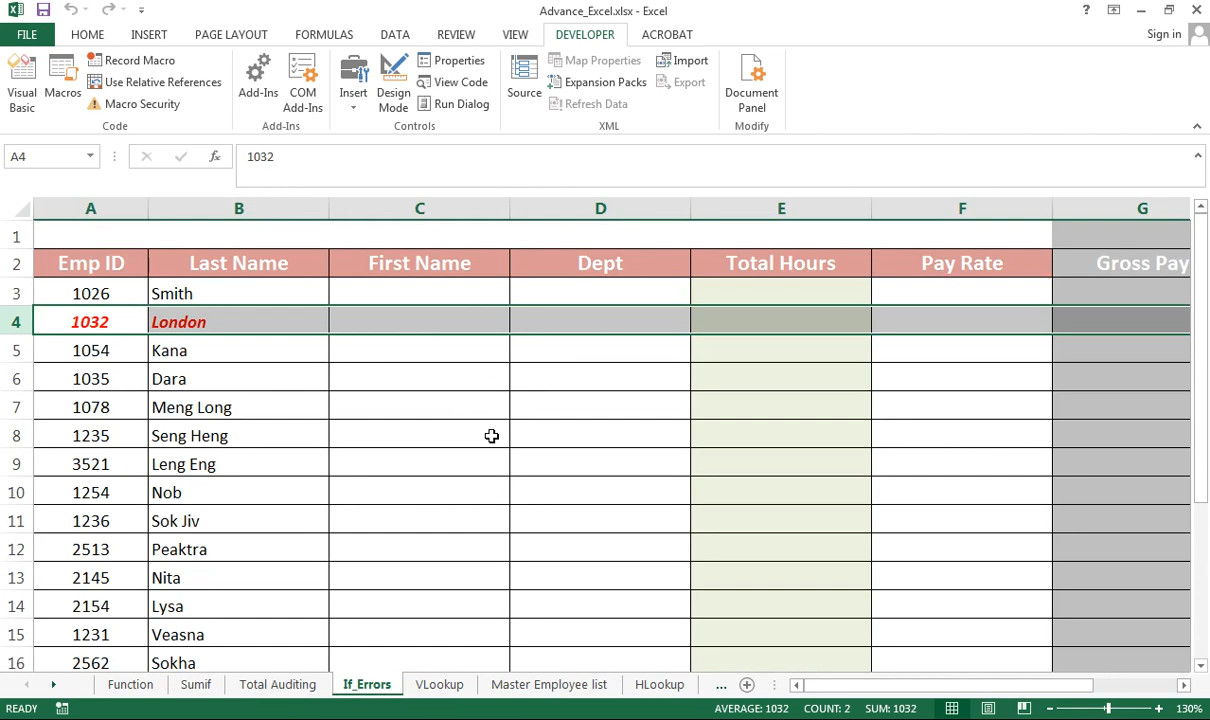 Advance_Excel.xlsx - Excel
?
FILE HOME INSERT PAGE LAYOUT FORMULAS DATA REVIEW VIEW DEVELOPER ACROBAT Sign in
Visual Basic
Macros
Record Macro
Use Relative References
Macro Security
Code
Add-Ins
COM Add-Ins
Add-Ins
Insert
Design Mode
Properties
View Code
Run Dialog
Controls
Source
Map Properties
Expansion Packs
Refresh Data
Import
Export
XML
Document Panel
Modify
A4 fx 1032
A B C D E F G
1
2 Emp ID Last Name First Name Dept Total Hours Pay Rate Gross Pay
3 1026 Smith
4 1032 London
5 1054 Kana
6 1035 Dara
7 1078 Meng Long
8 1235 Seng Heng
9 3521 Leng Eng
10 1254 Nob
11 1236 Sok Jiv
12 2513 Peaktra
13 2145 Nita
14 2154 Lysa
15 1231 Veasna
16 2562 Sokha
Function Sumif Total Auditing If_Errors VLookup Master Employee list HLookup ...
READY AVERAGE: 1032 COUNT: 2 SUM: 1032 130%